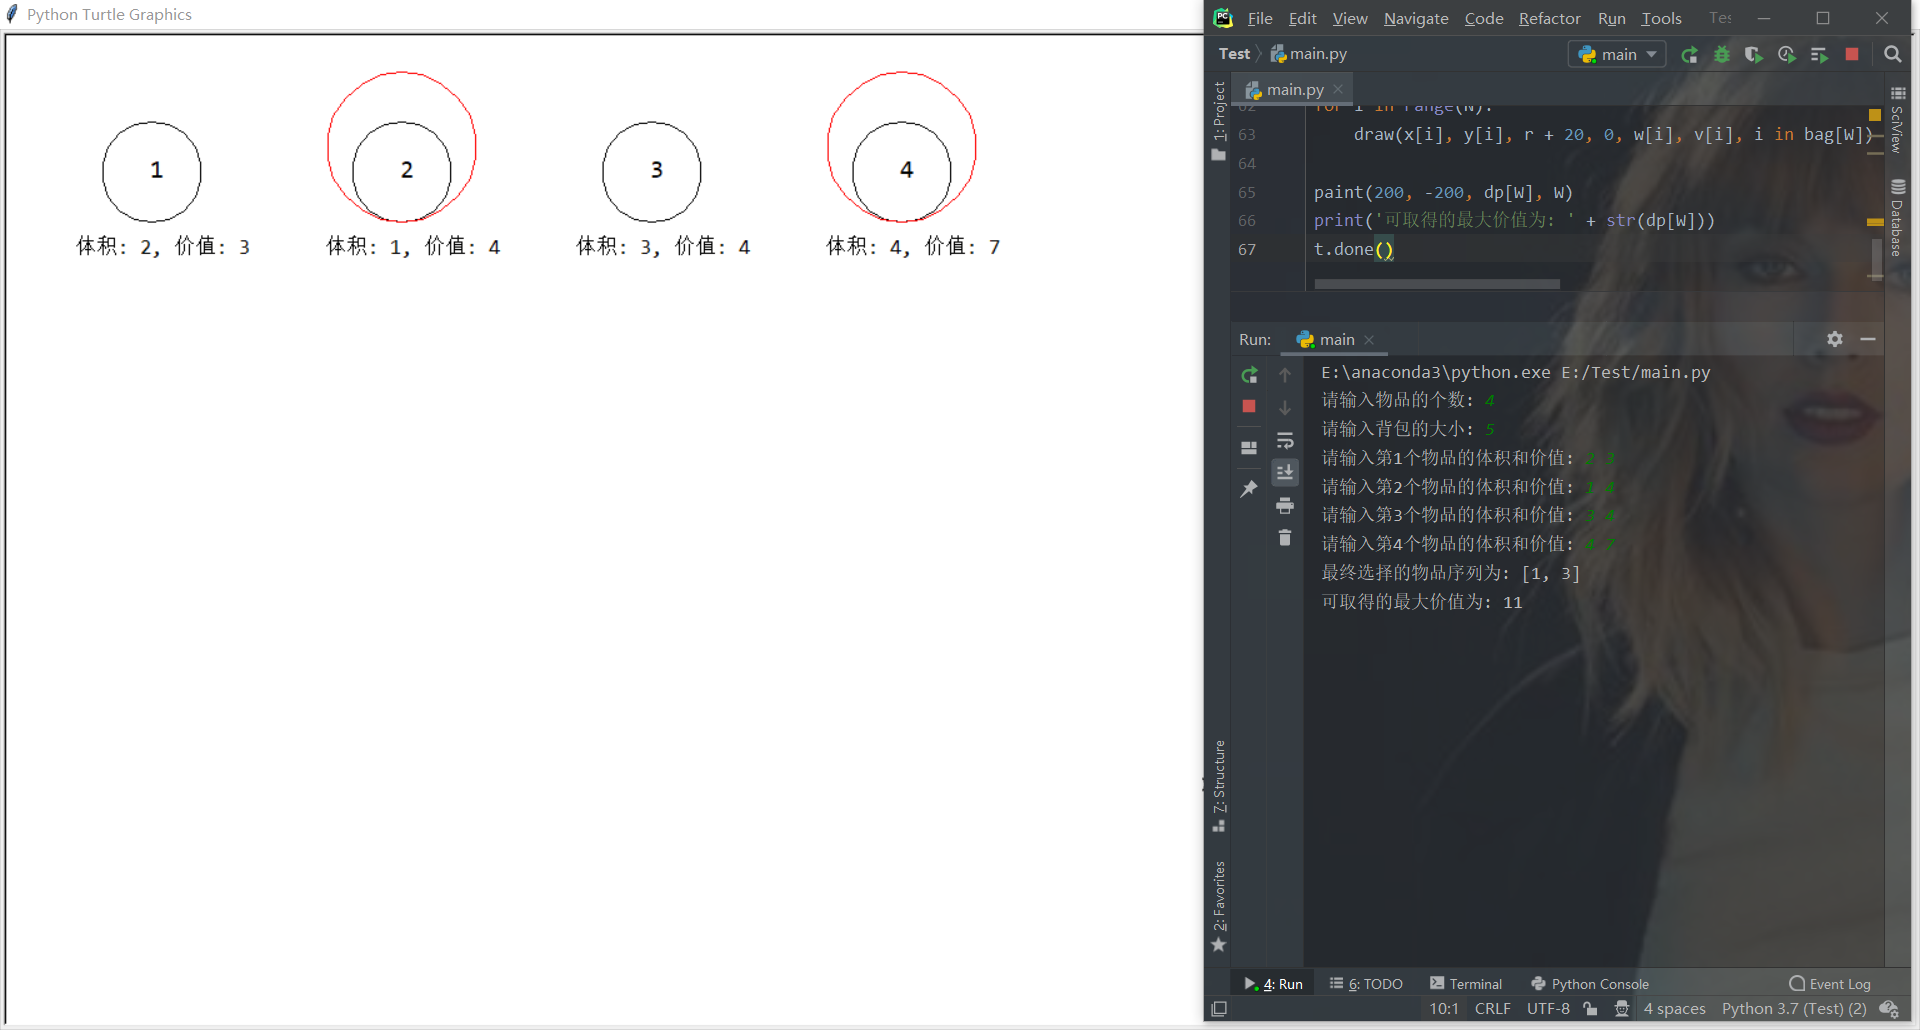 Python Turtle Graphics
1
2
3
4
体积: 2, 价值: 3
体积: 1, 价值: 4
体积: 3, 价值: 4
体积: 4, 价值: 7
File Edit View Navigate Code Refactor Run Tools Tes
Test main.py
main
main.py
1: Project
SciView
Database
62 for i in range(N):
63 draw(x[i], y[i], r + 20, 0, w[i], v[i], i in bag[W])
64
65 paint(200, -200, dp[W], W)
66 print('可取得的最大价值为: ' + str(dp[W]))
67 t.done()
Run: main
E:\anaconda3\python.exe E:/Test/main.py
请输入物品的个数: 4
请输入背包的大小: 5
请输入第1个物品的体积和价值: 2 3
请输入第2个物品的体积和价值: 1 4
请输入第3个物品的体积和价值: 3 4
请输入第4个物品的体积和价值: 4 7
最终选择的物品序列为: [1, 3]
可取得的最大价值为: 11
7: Structure
2: Favorites
4: Run 6: TODO Terminal Python Console Event Log
10:1 CRLF UTF-8 4 spaces Python 3.7 (Test) (2)